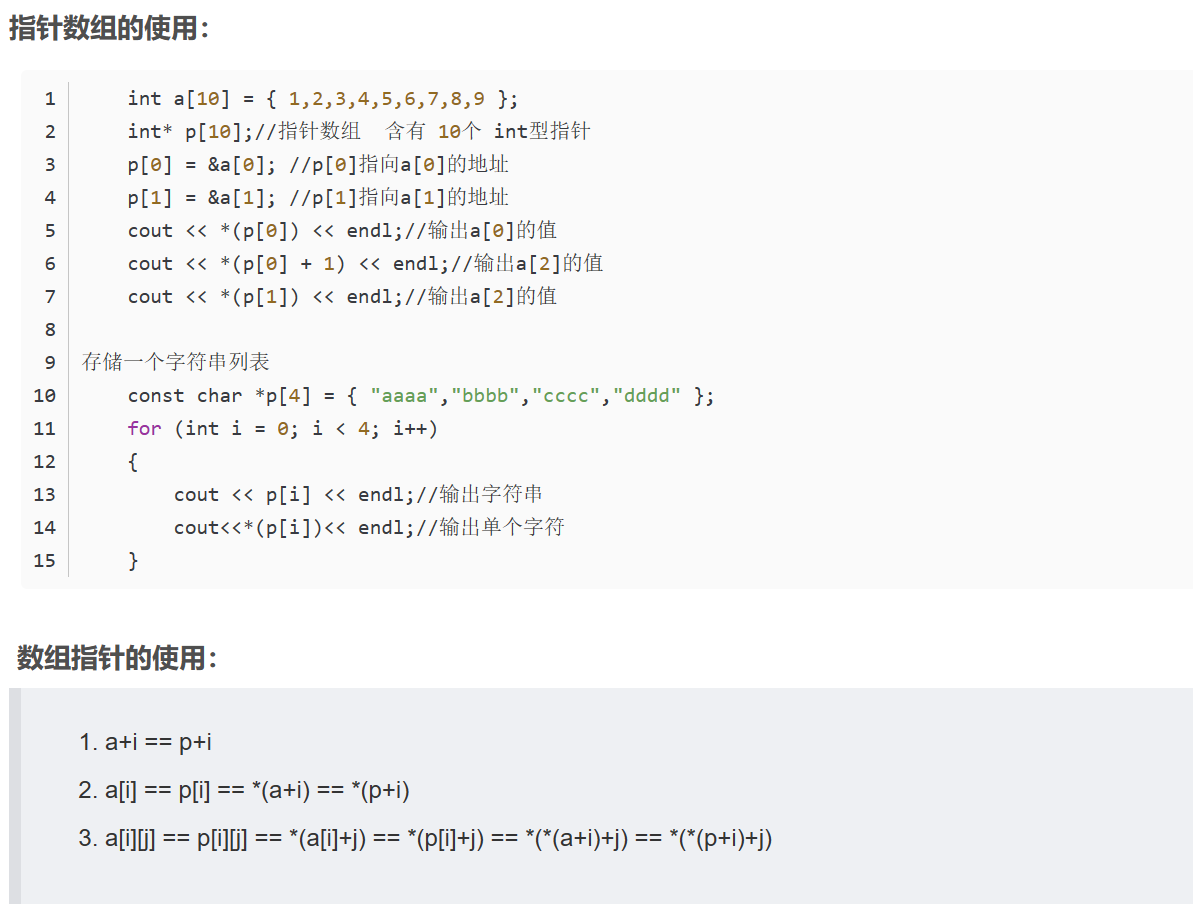 指针数组的使用：
1 int a[10] = { 1,2,3,4,5,6,7,8,9 };
2 int* p[10];//指针数组 含有 10个 int型指针
3 p[0] = &a[0]; //p[0]指向a[0]的地址
4 p[1] = &a[1]; //p[1]指向a[1]的地址
5 cout << *(p[0]) << endl;//输出a[0]的值
6 cout << *(p[0] + 1) << endl;//输出a[2]的值
7 cout << *(p[1]) << endl;//输出a[2]的值
8
9 存储一个字符串列表
10 const char *p[4] = { "aaaa","bbbb","cccc","dddd" };
11 for (int i = 0; i < 4; i++)
12 {
13 cout << p[i] << endl;//输出字符串
14 cout<<*(p[i])<< endl;//输出单个字符
15 }
数组指针的使用：
1. a+i == p+i
2. a[i] == p[i] == *(a+i) == *(p+i)
3. a[i][j] == p[i][j] == *(a[i]+j) == *(p[i]+j) == *(*(a+i)+j) == *(*(p+i)+j)